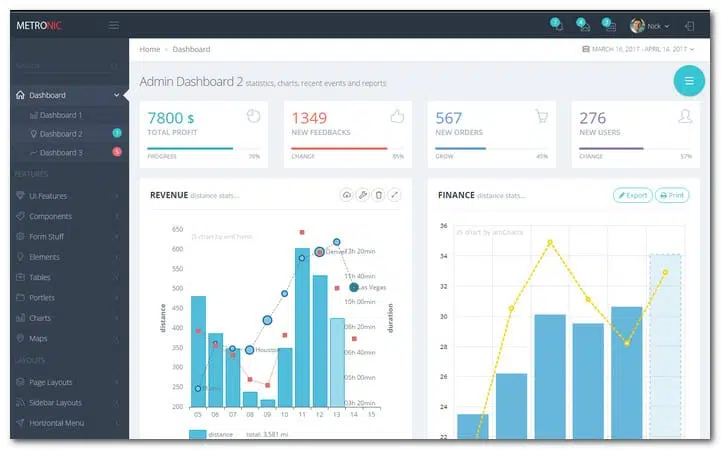 METRONIC
7
4
3
Nick
Search...
Home
Dashboard
MARCH 16, 2017 - APRIL 14, 2017
Dashboard
Dashboard 1
Dashboard 2
1
Dashboard 3
5
FEATURES
UI Features
Components
Form Stuff
Elements
Tables
Portlets
Charts
Maps
LAYOUTS
Page Layouts
Sidebar Layouts
Horizontal Menu
Admin Dashboard 2 statistics, charts, recent events and reports
7800 $
TOTAL PROFIT
PROGRESS 76%
1349
NEW FEEDBACKS
CHANGE 85%
567
NEW ORDERS
GROW 45%
276
NEW USERS
CHANGE 57%
REVENUE distance stats...
JS chart by amCharts
650
600
550
500
450
400
350
300
250
200
distance
05 06 07 08 09 10 11 12 13 14 15
Miami
Houston
Denver
Las Vegas
13h 20min
11h 40min
10h 00min
08h 20min
06h 40min
05h 00min
03h 20min
duration
distance total: 3,581 mi
FINANCE distance stats...
Export
Print
JS chart by amCharts
36
34
32
30
28
26
24
22